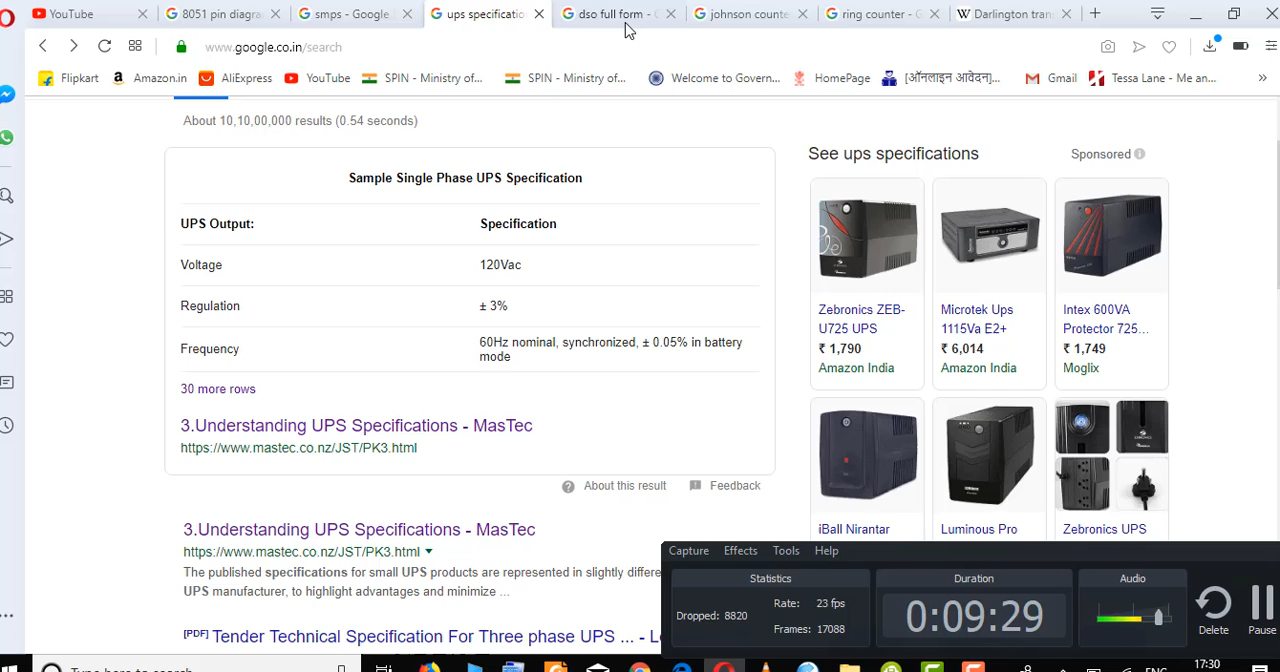 YouTube
8051 pin diagra
smps - Google
ups specificatio
dso full form - G
johnson counte
ring counter - G
W Darlington tran
www.google.co.in/search
Flipkart
a Amazon.in
AliExpress
YouTube
SPIN - Ministry of...
SPIN - Ministry of...
Welcome to Govern...
HomePage
[ऑनलाइन आवेदन]...
Gmail
Tessa Lane - Me an...
About 10,10,00,000 results (0.54 seconds)
Sample Single Phase UPS Specification
UPS Output: Specification
Voltage 120Vac
Regulation ± 3%
Frequency 60Hz nominal, synchronized, ± 0.05% in battery
mode
30 more rows
3.Understanding UPS Specifications - MasTec
https://www.mastec.co.nz/JST/PK3.html
About this result Feedback
3.Understanding UPS Specifications - MasTec
https://www.mastec.co.nz/JST/PK3.html
The published specifications for small UPS products are represented in slightly differe
UPS manufacturer, to highlight advantages and minimize ...
[PDF] Tender Technical Specification For Three phase UPS ... - L
See ups specifications
Sponsored
Zebronics ZEB-
U725 UPS
₹ 1,790
Amazon India
Microtek Ups
1115Va E2+
₹ 6,014
Amazon India
Intex 600VA
Protector 725...
₹ 1,749
Moglix
iBall Nirantar
Luminous Pro
Zebronics UPS
Capture Effects Tools Help
Statistics
Dropped: 8820
Rate: 23 fps
Frames: 17088
Duration
0:09:29
Audio
Delete
Pause
Type here to search
ENG
17:30